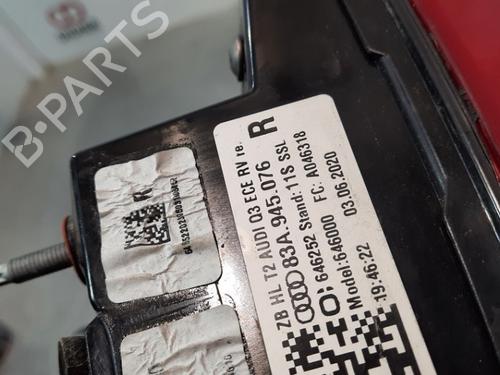 ZB HL T2 AUDI Q3 ECE RV re.
83A.945.076 R
O: 646252 Stand: 11S SSL
Model:646000 FC: A046318
19:46:22 03.06.2020
R
B-PARTS